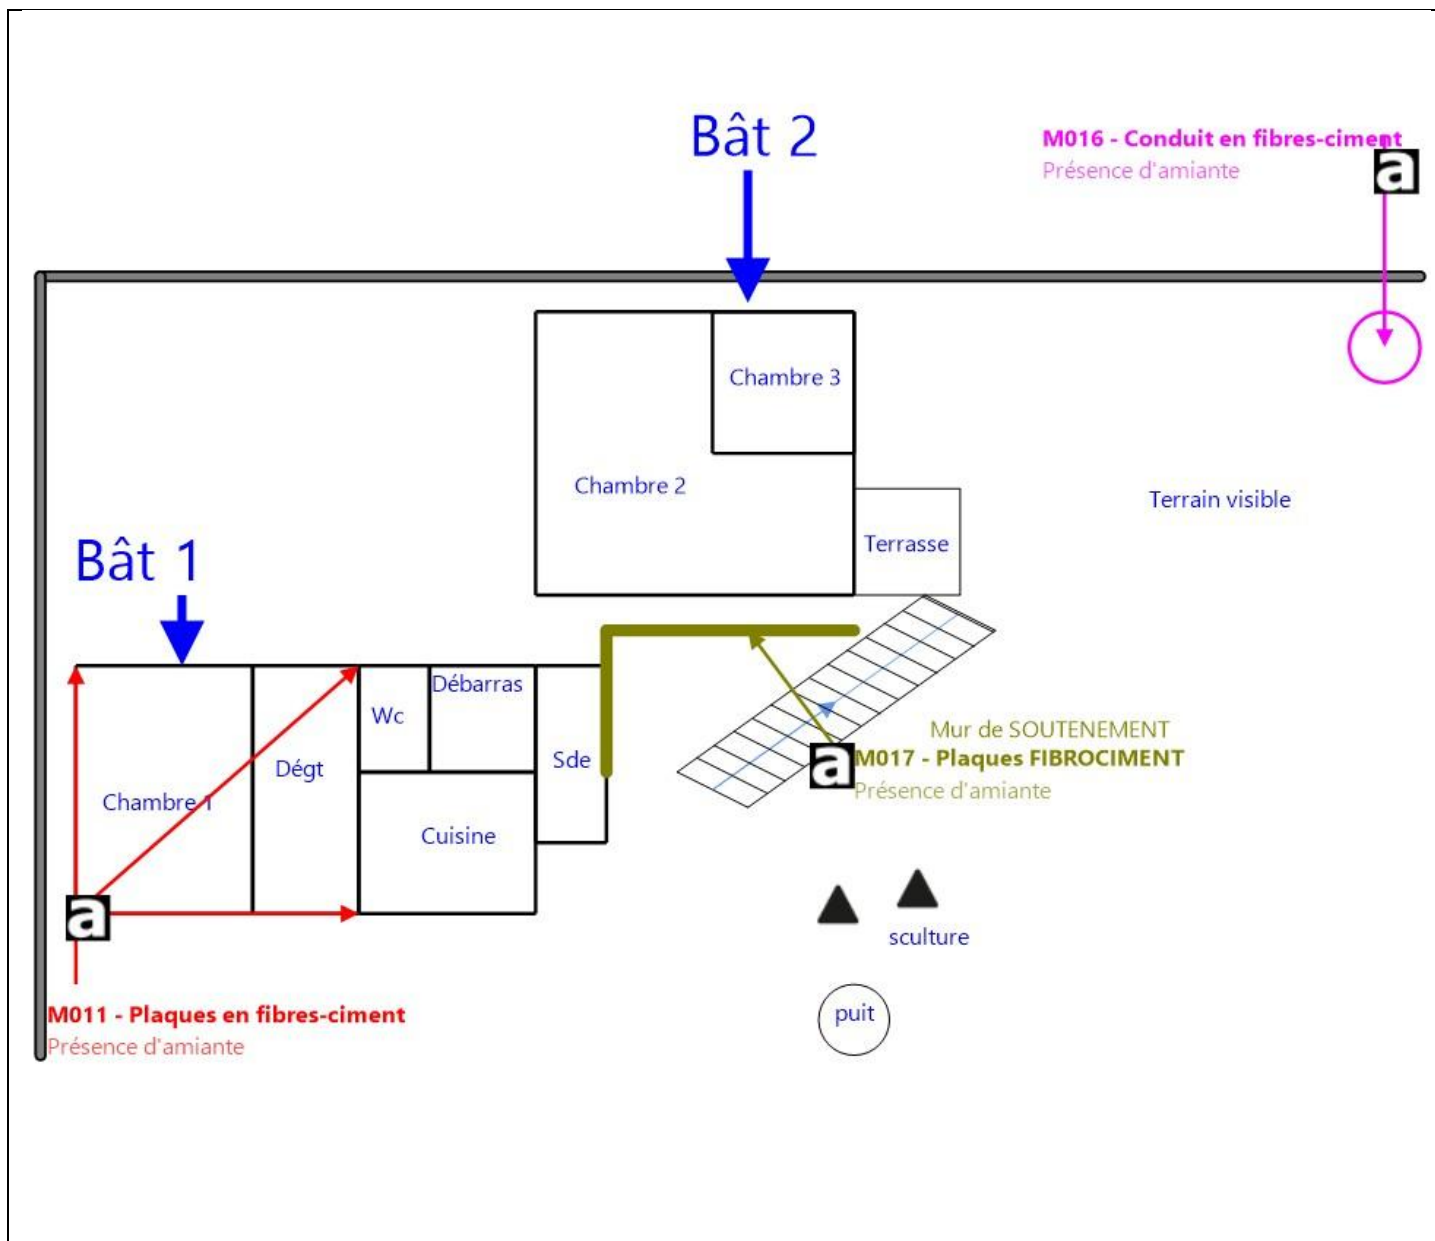 Bât 2
M016 - Conduit en fibres-ciment
a
Présence d'amiante
Chambre 3
Chambre 2
Terrain visible
Terrasse
Bât 1
Débarras
Wc
Mur de SOUTENEMENT
Dégt
Sde
a
M017 - Plaques FIBROCIMENT
Présence d'amiante
Chambre 1
Cuisine
a
sculture
M011 - Plaques en fibres-ciment
puit
Présence d'amiante